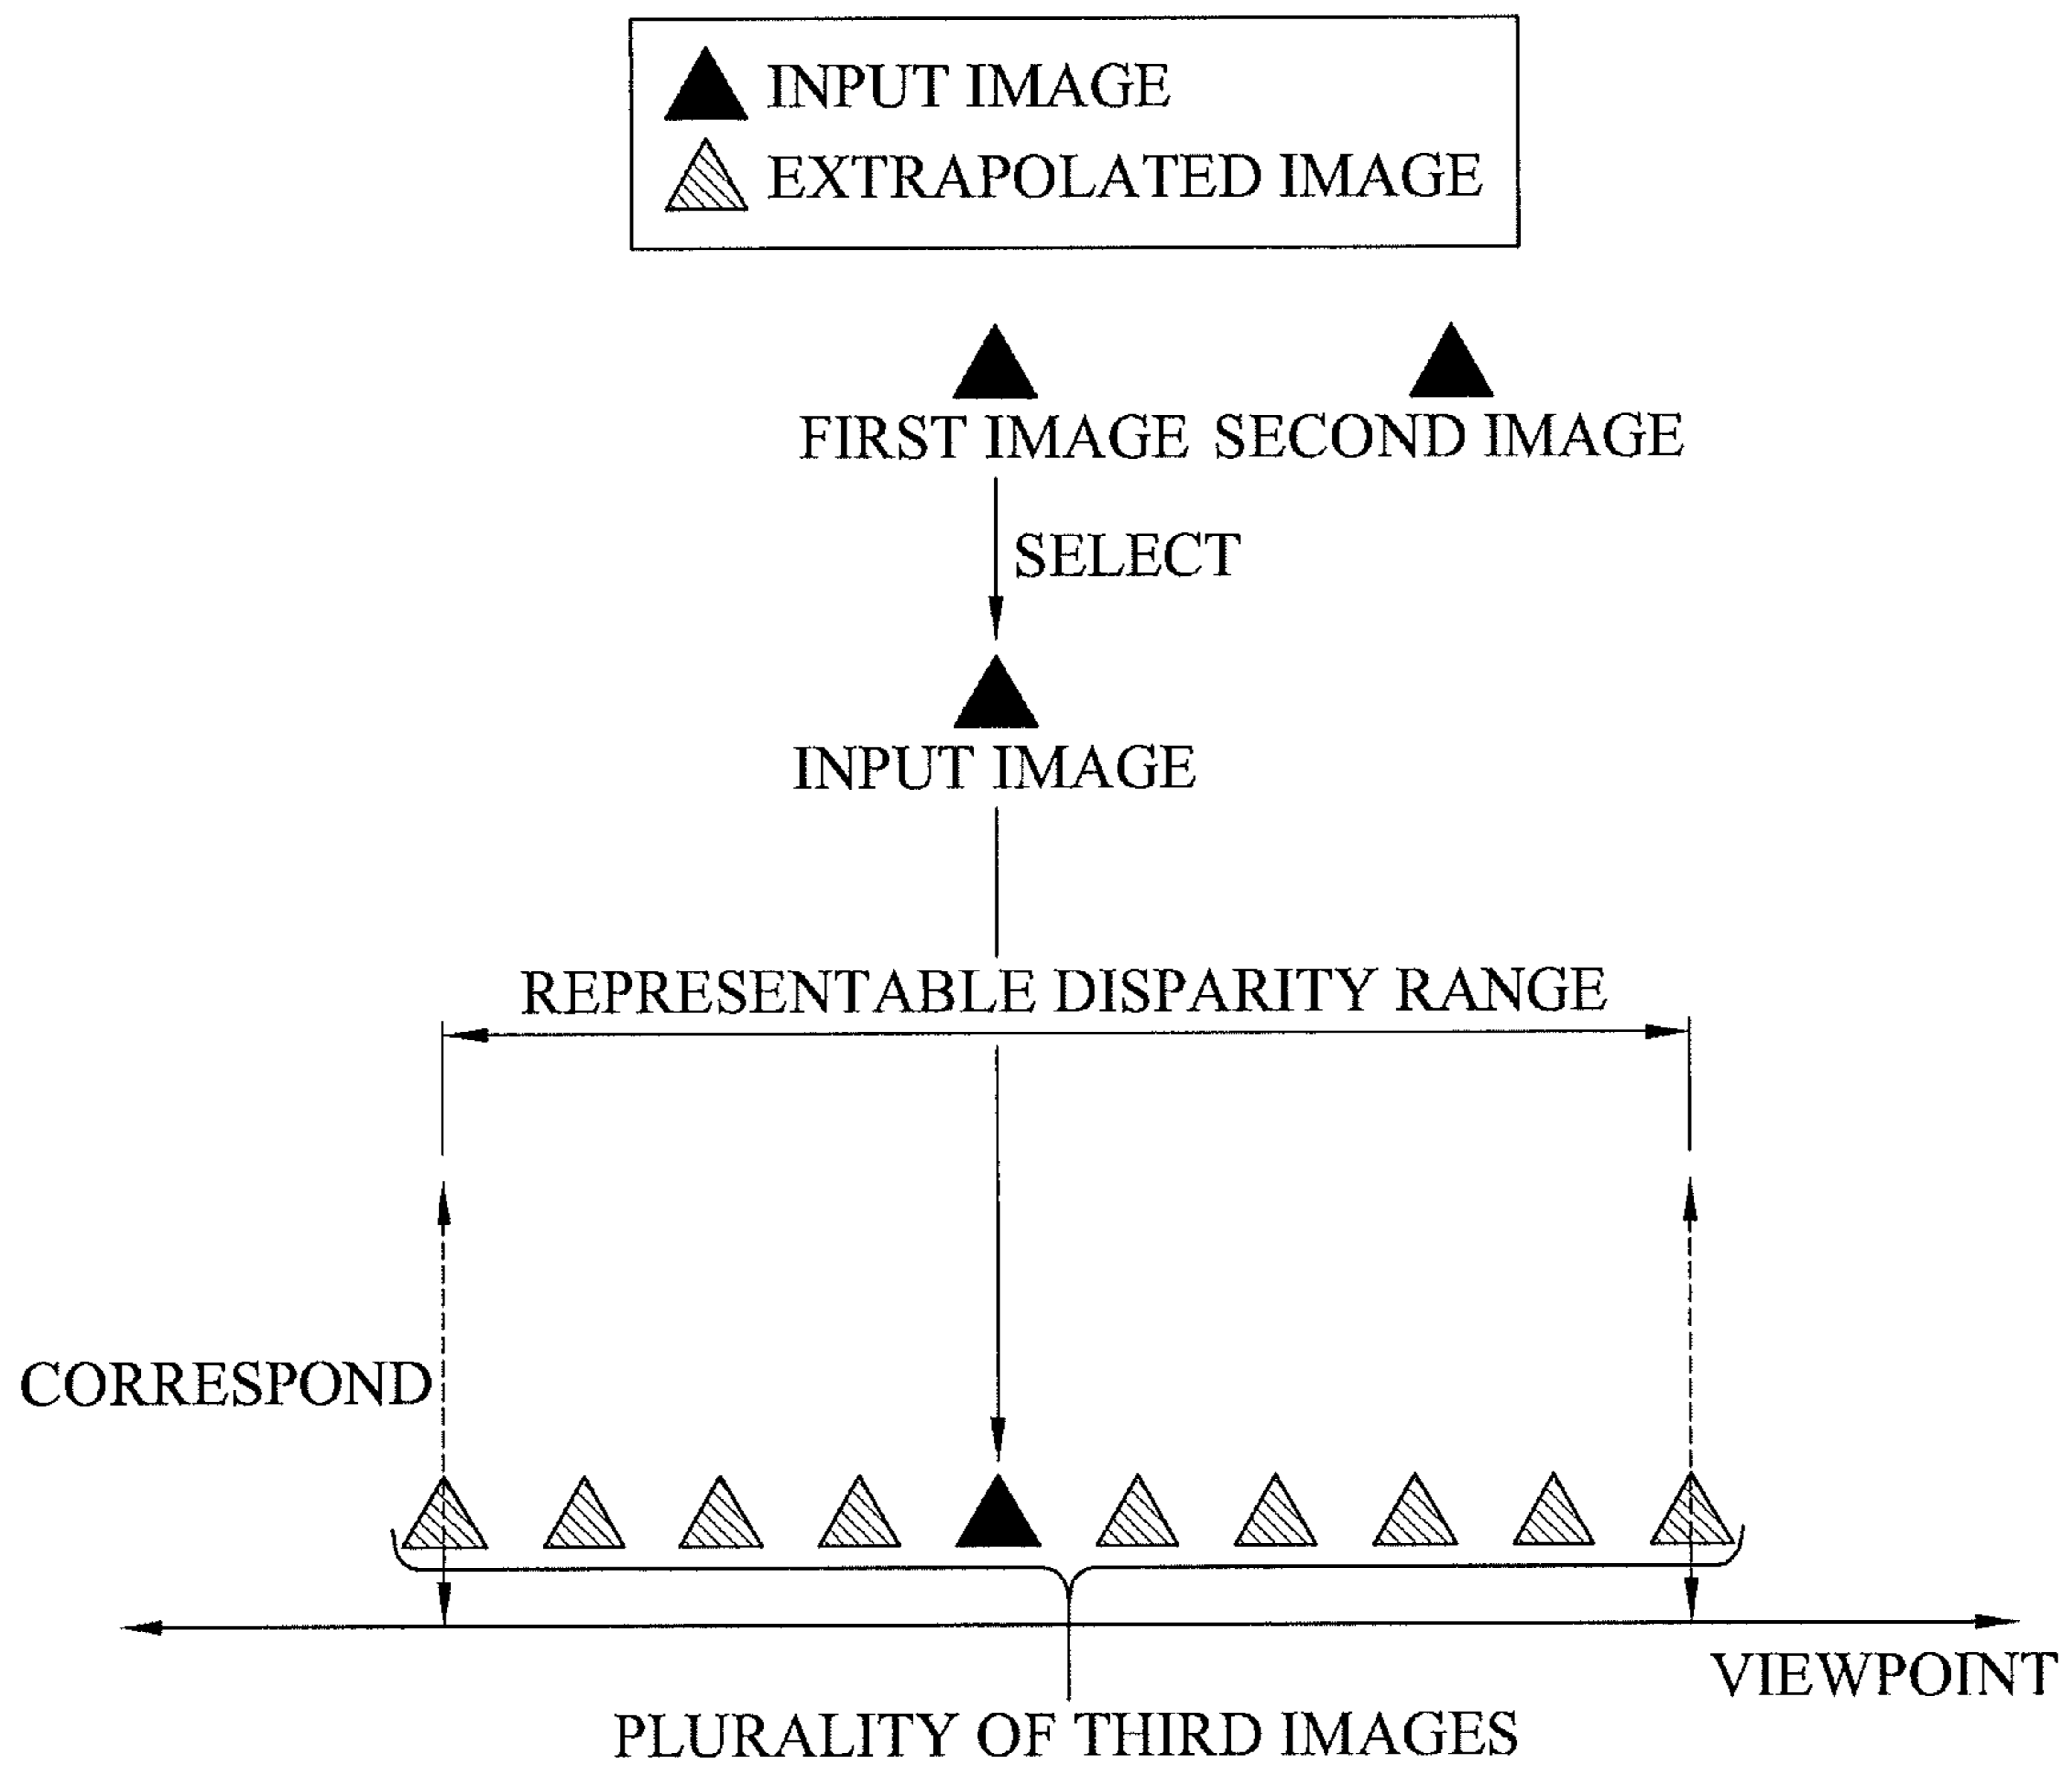 INPUT IMAGE
EXTRAPOLATED IMAGE
FIRST IMAGE
SECOND IMAGE
SELECT
INPUT IMAGE
REPRESENTABLE DISPARITY RANGE
CORRESPOND
VIEWPOINT
PLURALITY OF THIRD IMAGES